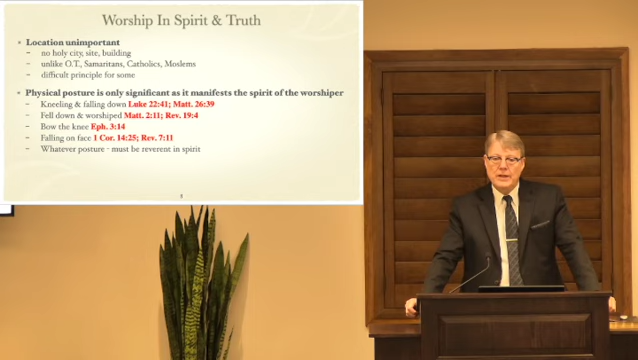 Worship In Spirit & Truth
Location unimportant
no holy city, site, building
unlike O.T., Samaritans, Catholics, Moslems
difficult principle for some
Physical posture is only significant as it manifests the spirit of the worshiper
Kneeling & falling down Luke 22:41; Matt. 26:39
Fell down & worshiped Matt. 2:11; Rev. 19:4
Bow the knee Eph. 3:14
Falling on face 1 Cor. 14:25; Rev. 7:11
Whatever posture - must be reverent in spirit